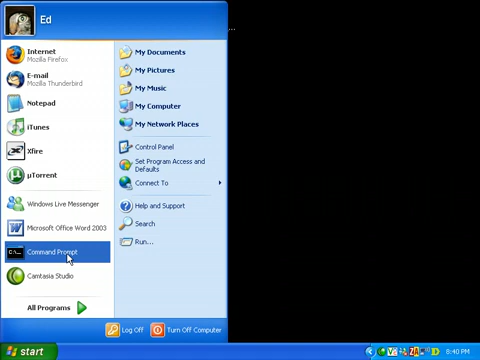 Ed
Internet
Mozilla Firefox
E-mail
Mozilla Thunderbird
Notepad
iTunes
Xfire
µTorrent
Windows Live Messenger
Microsoft Office Word 2003
Command Prompt
Camtasia Studio
All Programs
My Documents
My Pictures
My Music
My Computer
My Network Places
Control Panel
Set Program Access and
Defaults
Connect To
Help and Support
Search
Run...
Log Off
Turn Off Computer
start
8:40 PM